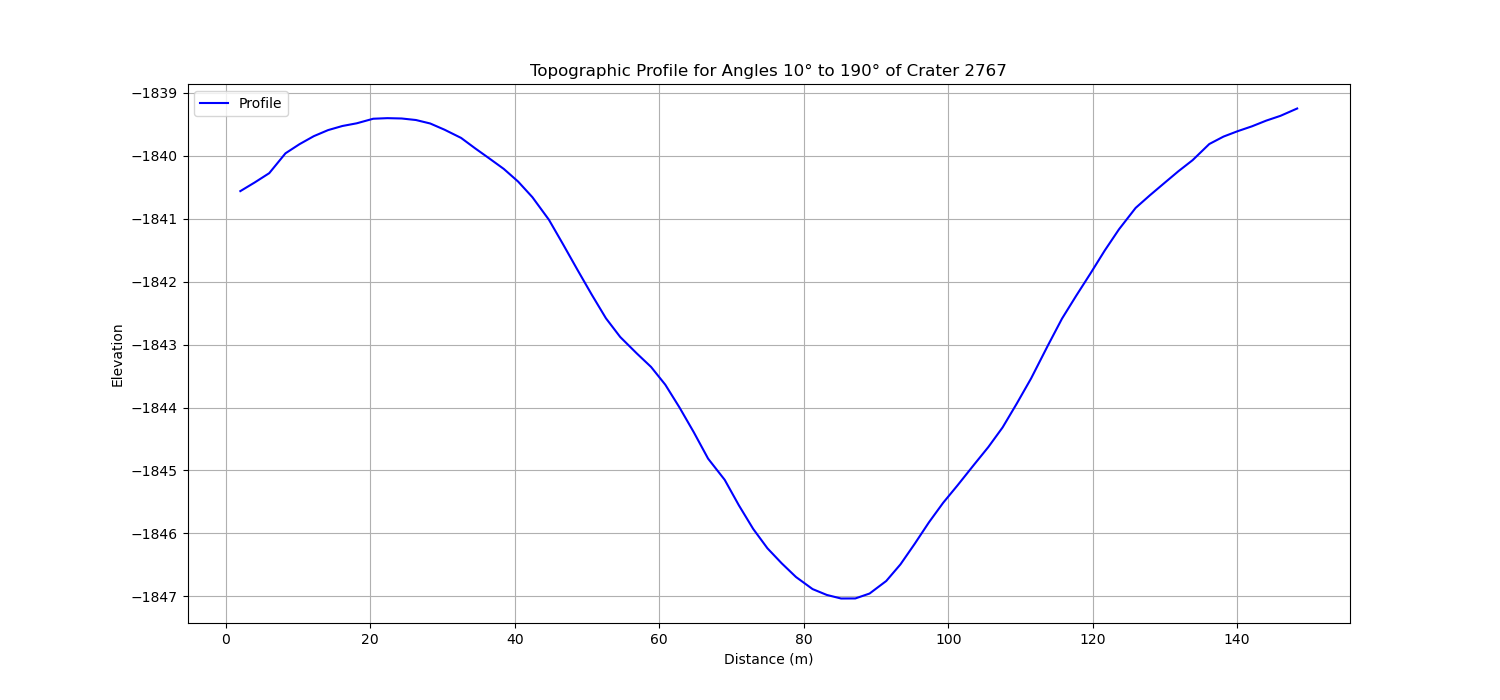 Topographic Profile for Angles 10° to 190° of Crater 2767
Profile
−1839
−1840
−1841
−1842
−1843
−1844
−1845
−1846
−1847
Elevation
0 20 40 60 80 100 120 140
Distance (m)